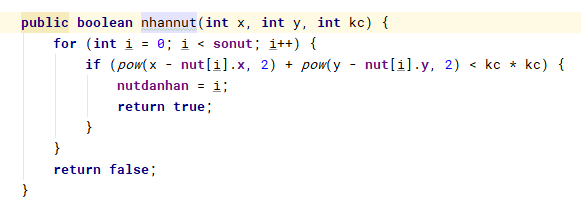 public boolean nhannut(int x, int y, int kc) {
    for (int i = 0; i < sonut; i++) {
        if (pow(x - nut[i].x, 2) + pow(y - nut[i].y, 2) < kc * kc) {
            nutdanhan = i;
            return true;
        }
    }
    return false;
}